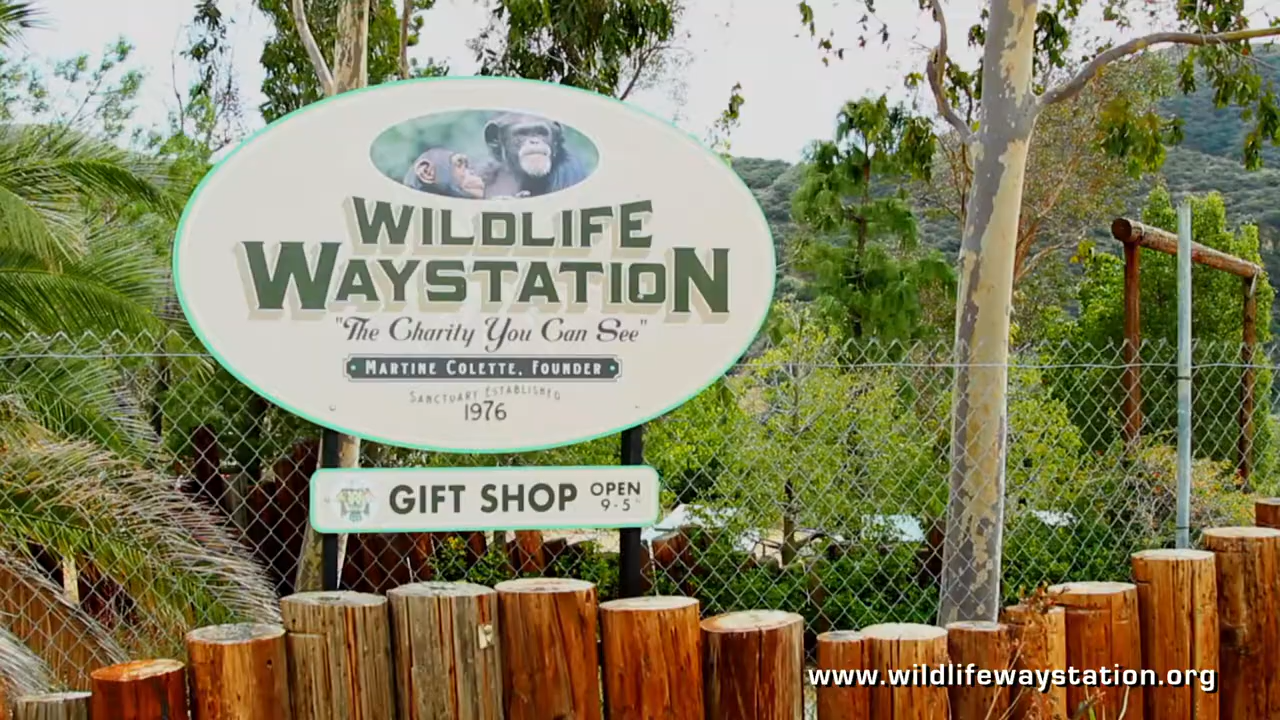 WILDLIFE
WAYSTATION
"The Charity You Can See"
MARTINE COLETTE, FOUNDER
SANCTUARY ESTABLISHED
1976
GIFT SHOP OPEN
9-5
www.wildlifewaystation.org